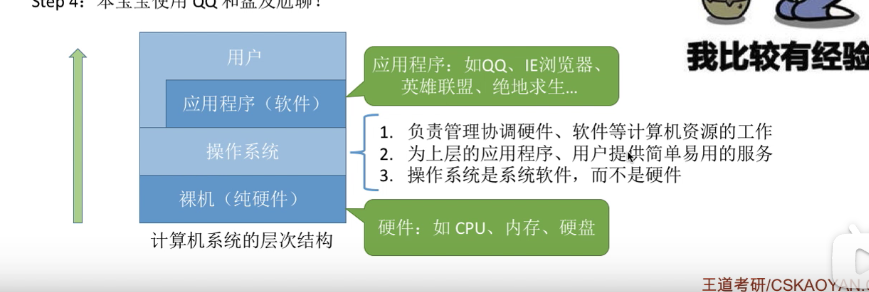 Step 4：本宝宝使用 QQ 和
聊！
我比较有经验
用户
应用程序（软件）
操作系统
裸机（纯硬件）
计算机系统的层次结构
应用程序：如QQ、IE浏览器、
英雄联盟、绝地求生…
1. 负责管理协调硬件、软件等计算机资源的工作
2. 为上层的应用程序、用户提供简单易用的服务
3. 操作系统是系统软件，而不是硬件
硬件：如 CPU、内存、硬盘
王道考研/CSKAOYAN.